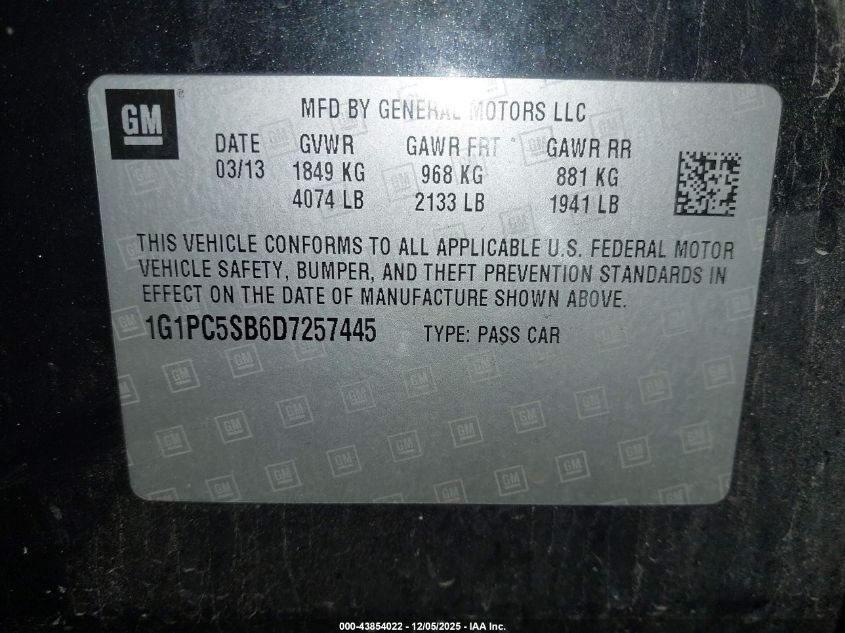 GM
MFD BY GENERAL MOTORS LLC
DATE GVWR GAWR FRT GAWR RR
03/13 1849 KG 968 KG 881 KG
4074 LB 2133 LB 1941 LB
THIS VEHICLE CONFORMS TO ALL APPLICABLE U.S. FEDERAL MOTOR
VEHICLE SAFETY, BUMPER, AND THEFT PREVENTION STANDARDS IN
EFFECT ON THE DATE OF MANUFACTURE SHOWN ABOVE.
1G1PC5SB6D7257445 TYPE: PASS CAR
000-43854022 - 12/05/2025 - IAA Inc.